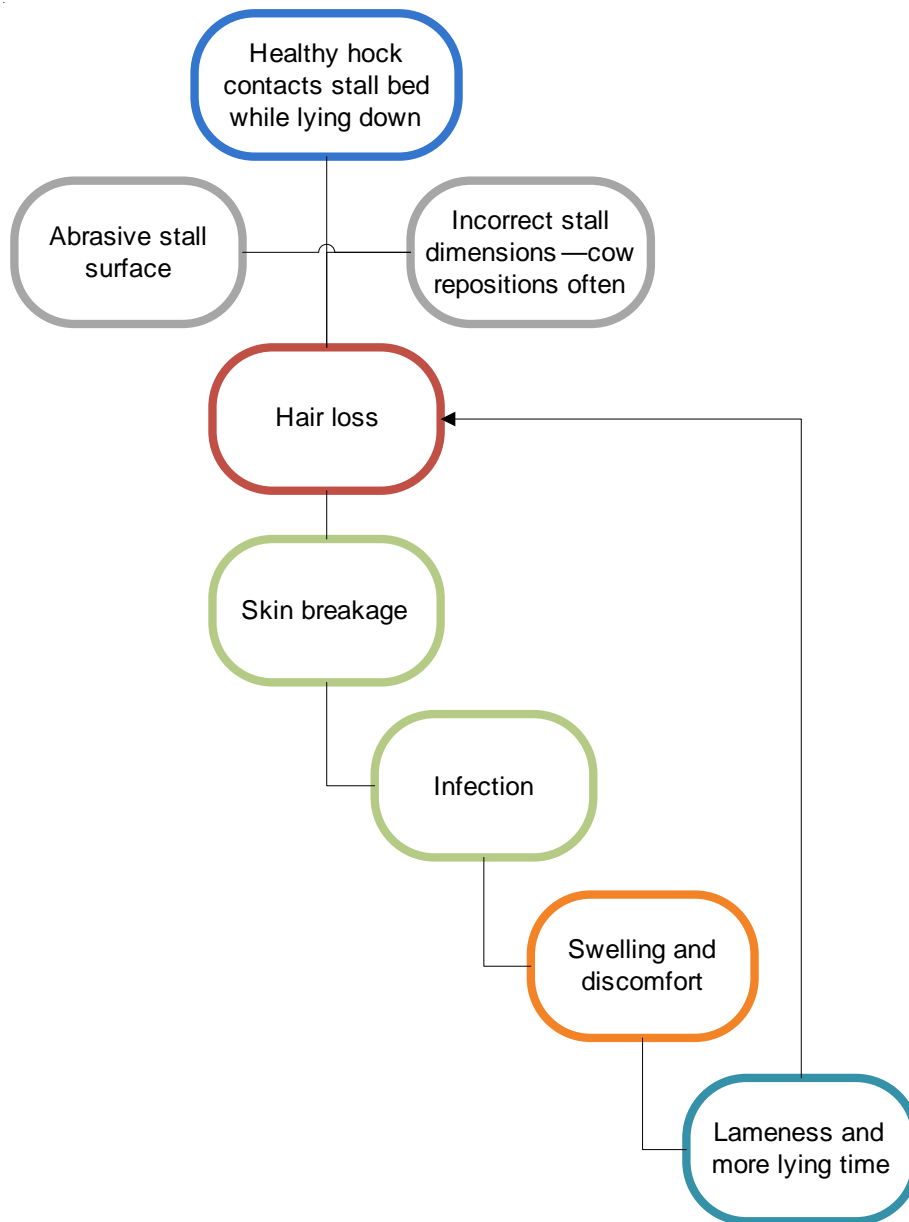 Healthy hock
contacts stall bed
while lying down
Abrasive stall
surface
Incorrect stall
dimensions—cow
repositions often
Hair loss
Skin breakage
Infection
Swelling and
discomfort
Lameness and
more lying time